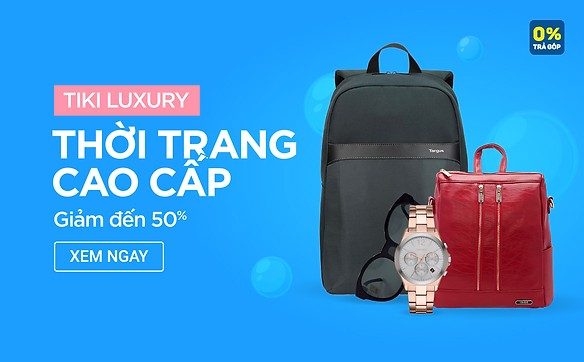 0%
TRẢ GÓP
TIKI LUXURY
THỜI TRANG
CAO CẤP
Giảm đến 50%
XEM NGAY
Targus